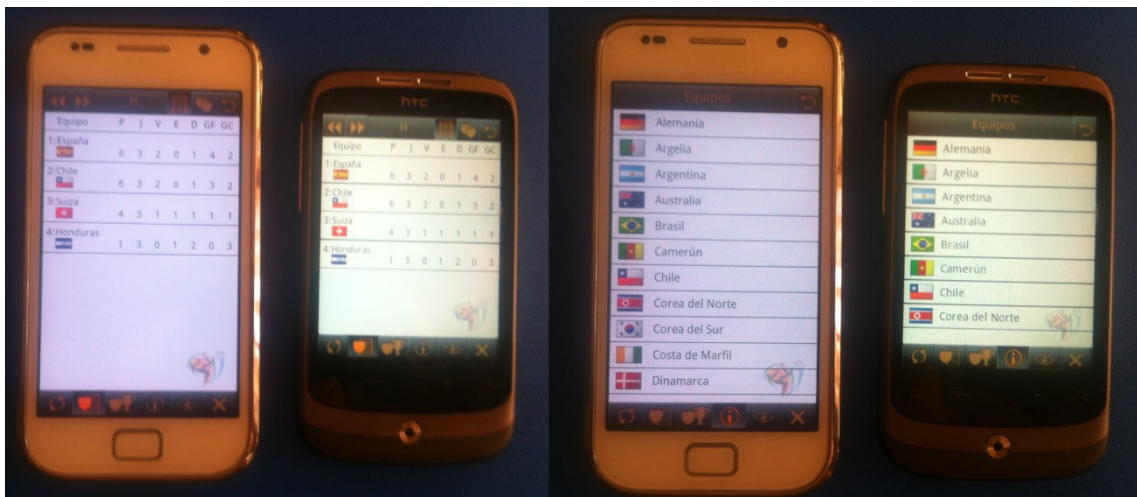 H
Equipo P J V E D GF GC
1:España
6 3 2 0 1 4 2
2:Chile
6 3 2 0 1 3 2
3:Suiza
4 3 1 1 1 1 1
4:Honduras
1 3 0 1 2 0 3
hTC
H
Equipo P J V E D GF GC
1:España
6 3 2 0 1 4 2
2:Chile
6 3 2 0 1 3 2
3:Suiza
4 3 1 1 1 1 1
4:Honduras
1 3 0 1 2 0 3
Equipos
Alemania
Argelia
Argentina
Australia
Brasil
Camerún
Chile
Corea del Norte
Corea del Sur
Costa de Marfil
Dinamarca
hTC
Equipos
Alemania
Argelia
Argentina
Australia
Brasil
Camerún
Chile
Corea del Norte